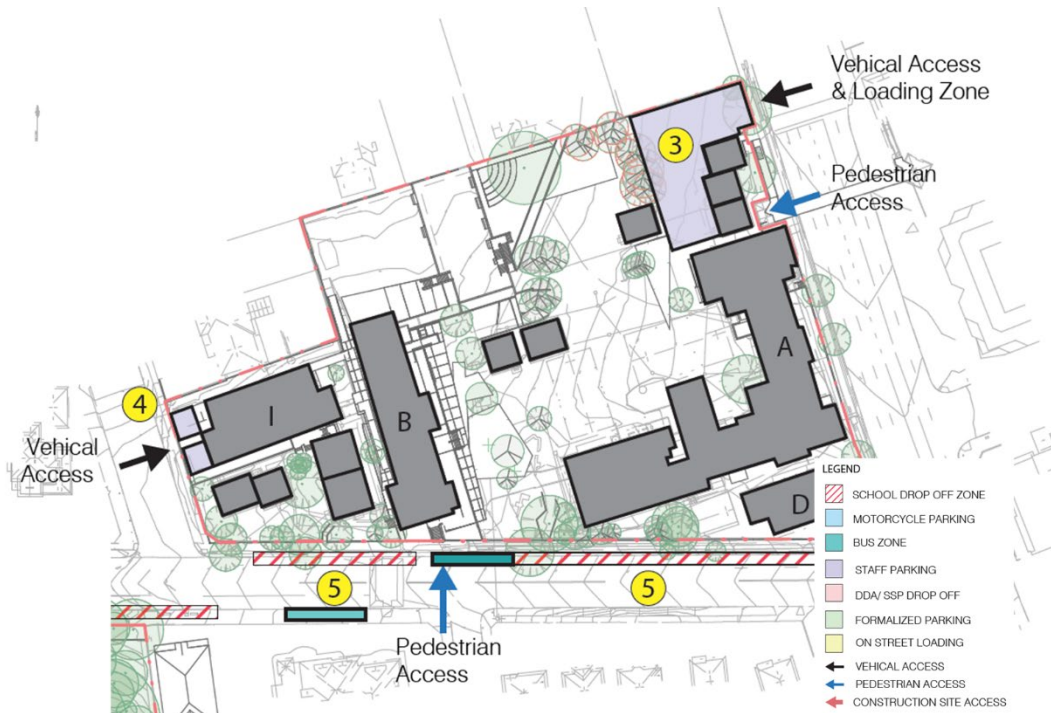 Vehical Access
& Loading Zone
3
Pedestrian
Access
A
4
I
B
Vehical
Access
D
5
5
Pedestrian
Access
LEGEND
SCHOOL DROP OFF ZONE
MOTORCYCLE PARKING
BUS ZONE
STAFF PARKING
DDA/ SSP DROP OFF
FORMALIZED PARKING
ON STREET LOADING
VEHICAL ACCESS
PEDESTRIAN ACCESS
CONSTRUCTION SITE ACCESS